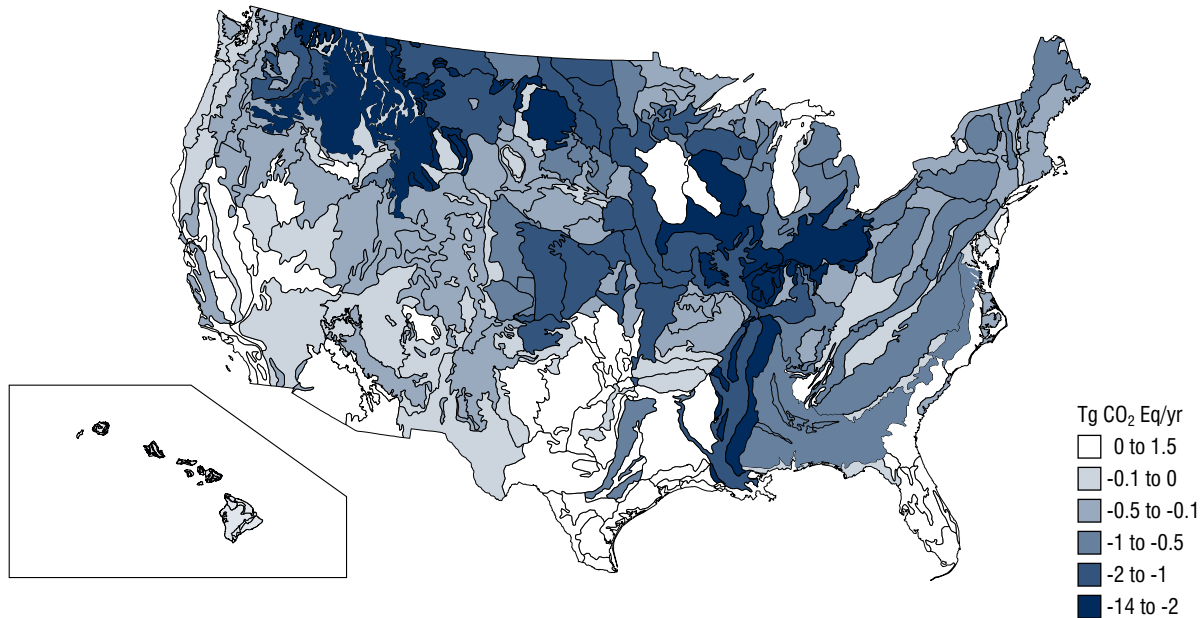 Tg CO₂ Eq/yr
0 to 1.5
-0.1 to 0
-0.5 to -0.1
-1 to -0.5
-2 to -1
-14 to -2